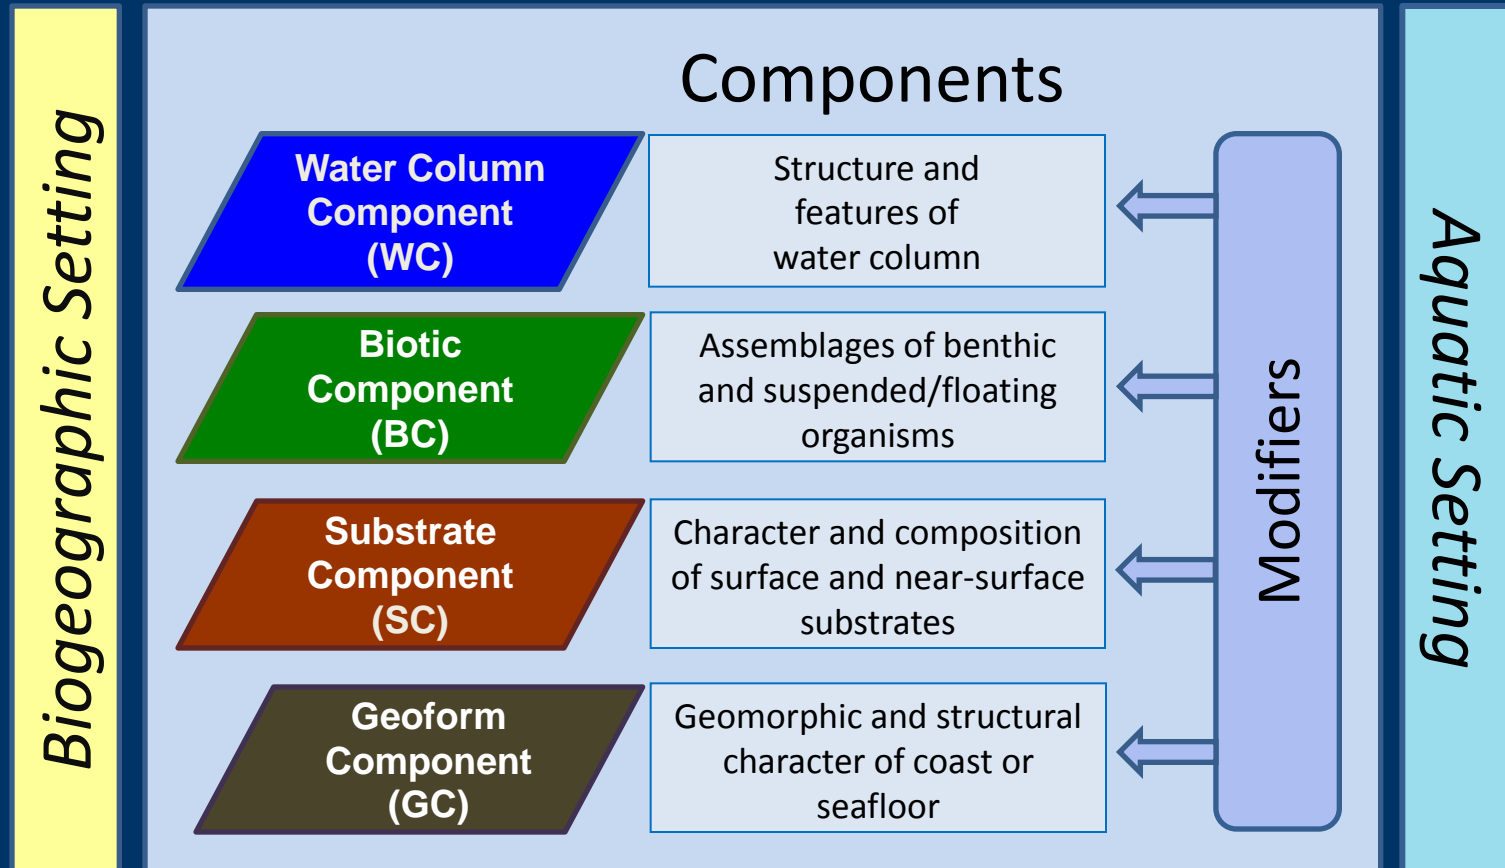 Biogeographic Setting
Components
Water Column
Component
(WC)
Structure and
features of
water column
Biotic
Component
(BC)
Assemblages of benthic
and suspended/floating
organisms
Substrate
Component
(SC)
Character and composition
of surface and near-surface
substrates
Geoform
Component
(GC)
Geomorphic and structural
character of coast or
seafloor
Modifiers
Aquatic Setting